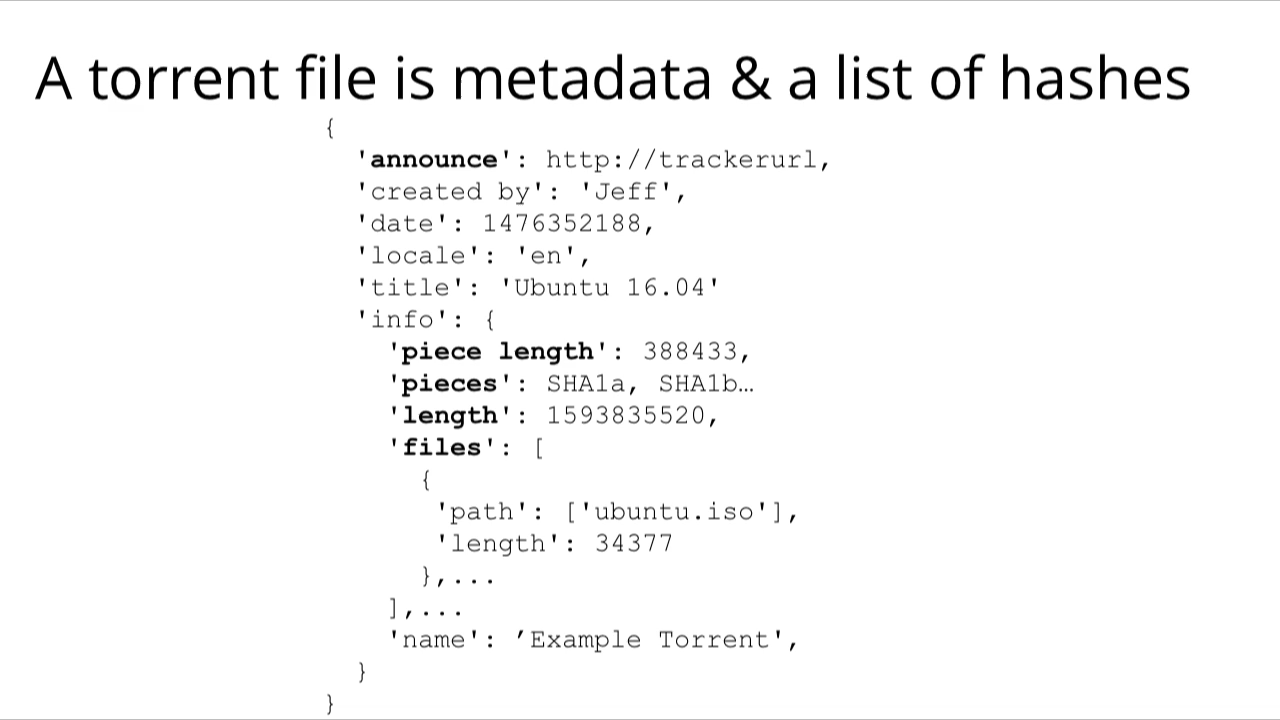 A torrent file is metadata & a list of hashes
{
'announce': http://trackerurl,
'created by': 'Jeff',
'date': 1476352188,
'locale': 'en',
'title': 'Ubuntu 16.04'
'info': {
'piece length': 388433,
'pieces': SHA1a, SHA1b…
'length': 1593835520,
'files': [
{
'path': ['ubuntu.iso'],
'length': 34377
},...
],...
'name': ’Example Torrent',
}
}